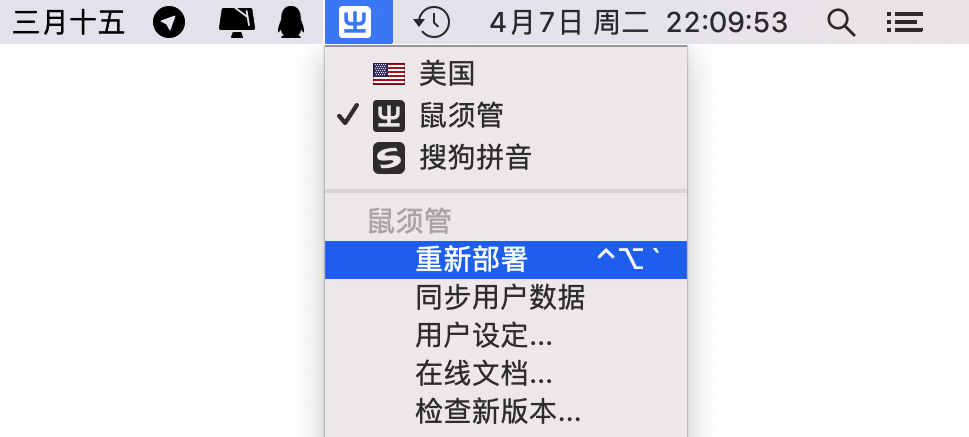 三月十五 4月7日 周二 22:09:53
美国
鼠须管
搜狗拼音
鼠须管
重新部署 ^⌥`
同步用户数据
用户设定...
在线文档...
检查新版本...